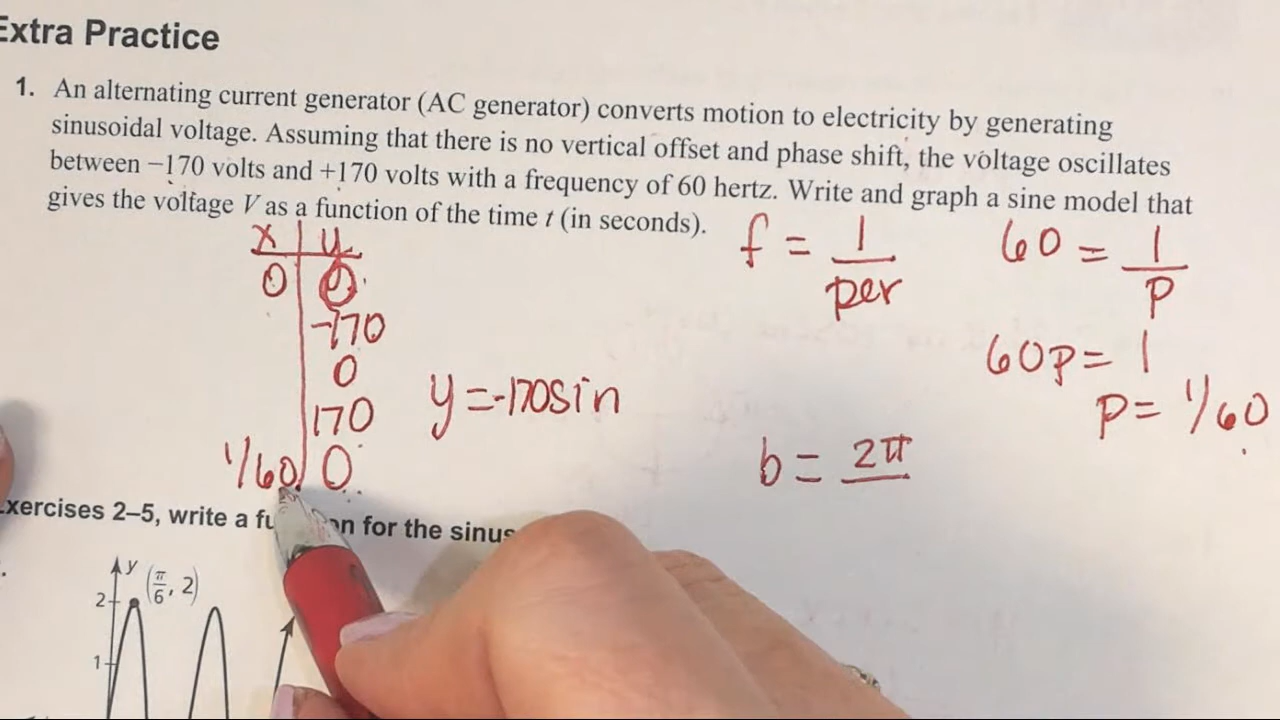 Extra Practice
1. An alternating current generator (AC generator) converts motion to electricity by generating
sinusoidal voltage. Assuming that there is no vertical offset and phase shift, the voltage oscillates
between −170 volts and +170 volts with a frequency of 60 hertz. Write and graph a sine model that
gives the voltage V as a function of the time t (in seconds).
x | y
0 | 0
-170
0
170
1/60 | 0
y = -170sin
f = 1/per
60 = 1/p
60p = 1
p = 1/60
b = 2π
Exercises 2–5, write a for the
y
(π/6, 2)
2
1